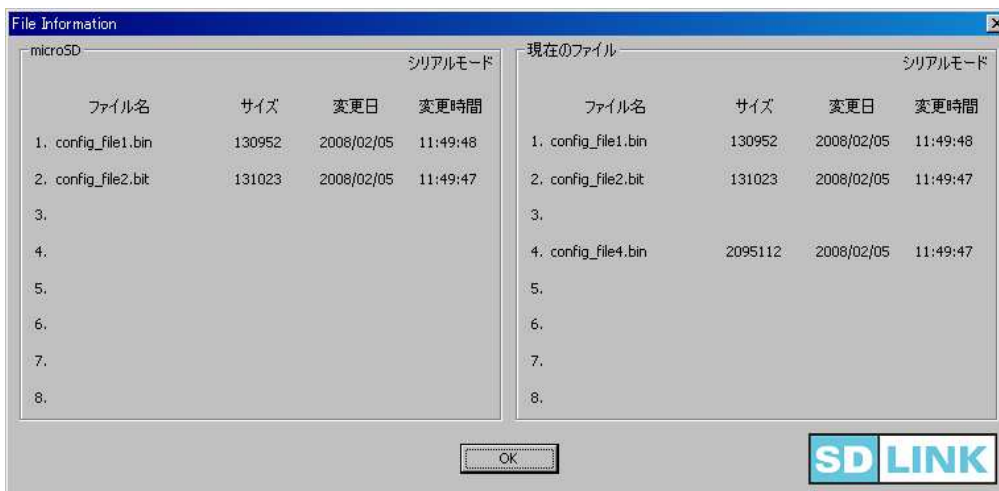 File Information
microSD
シリアルモード
ファイル名 サイズ 変更日 変更時間
1. config_file1.bin 130952 2008/02/05 11:49:48
2. config_file2.bit 131023 2008/02/05 11:49:47
3.
4.
5.
6.
7.
8.
現在のファイル
シリアルモード
ファイル名 サイズ 変更日 変更時間
1. config_file1.bin 130952 2008/02/05 11:49:48
2. config_file2.bit 131023 2008/02/05 11:49:47
3.
4. config_file4.bin 2095112 2008/02/05 11:49:47
5.
6.
7.
8.
OK
SD LINK